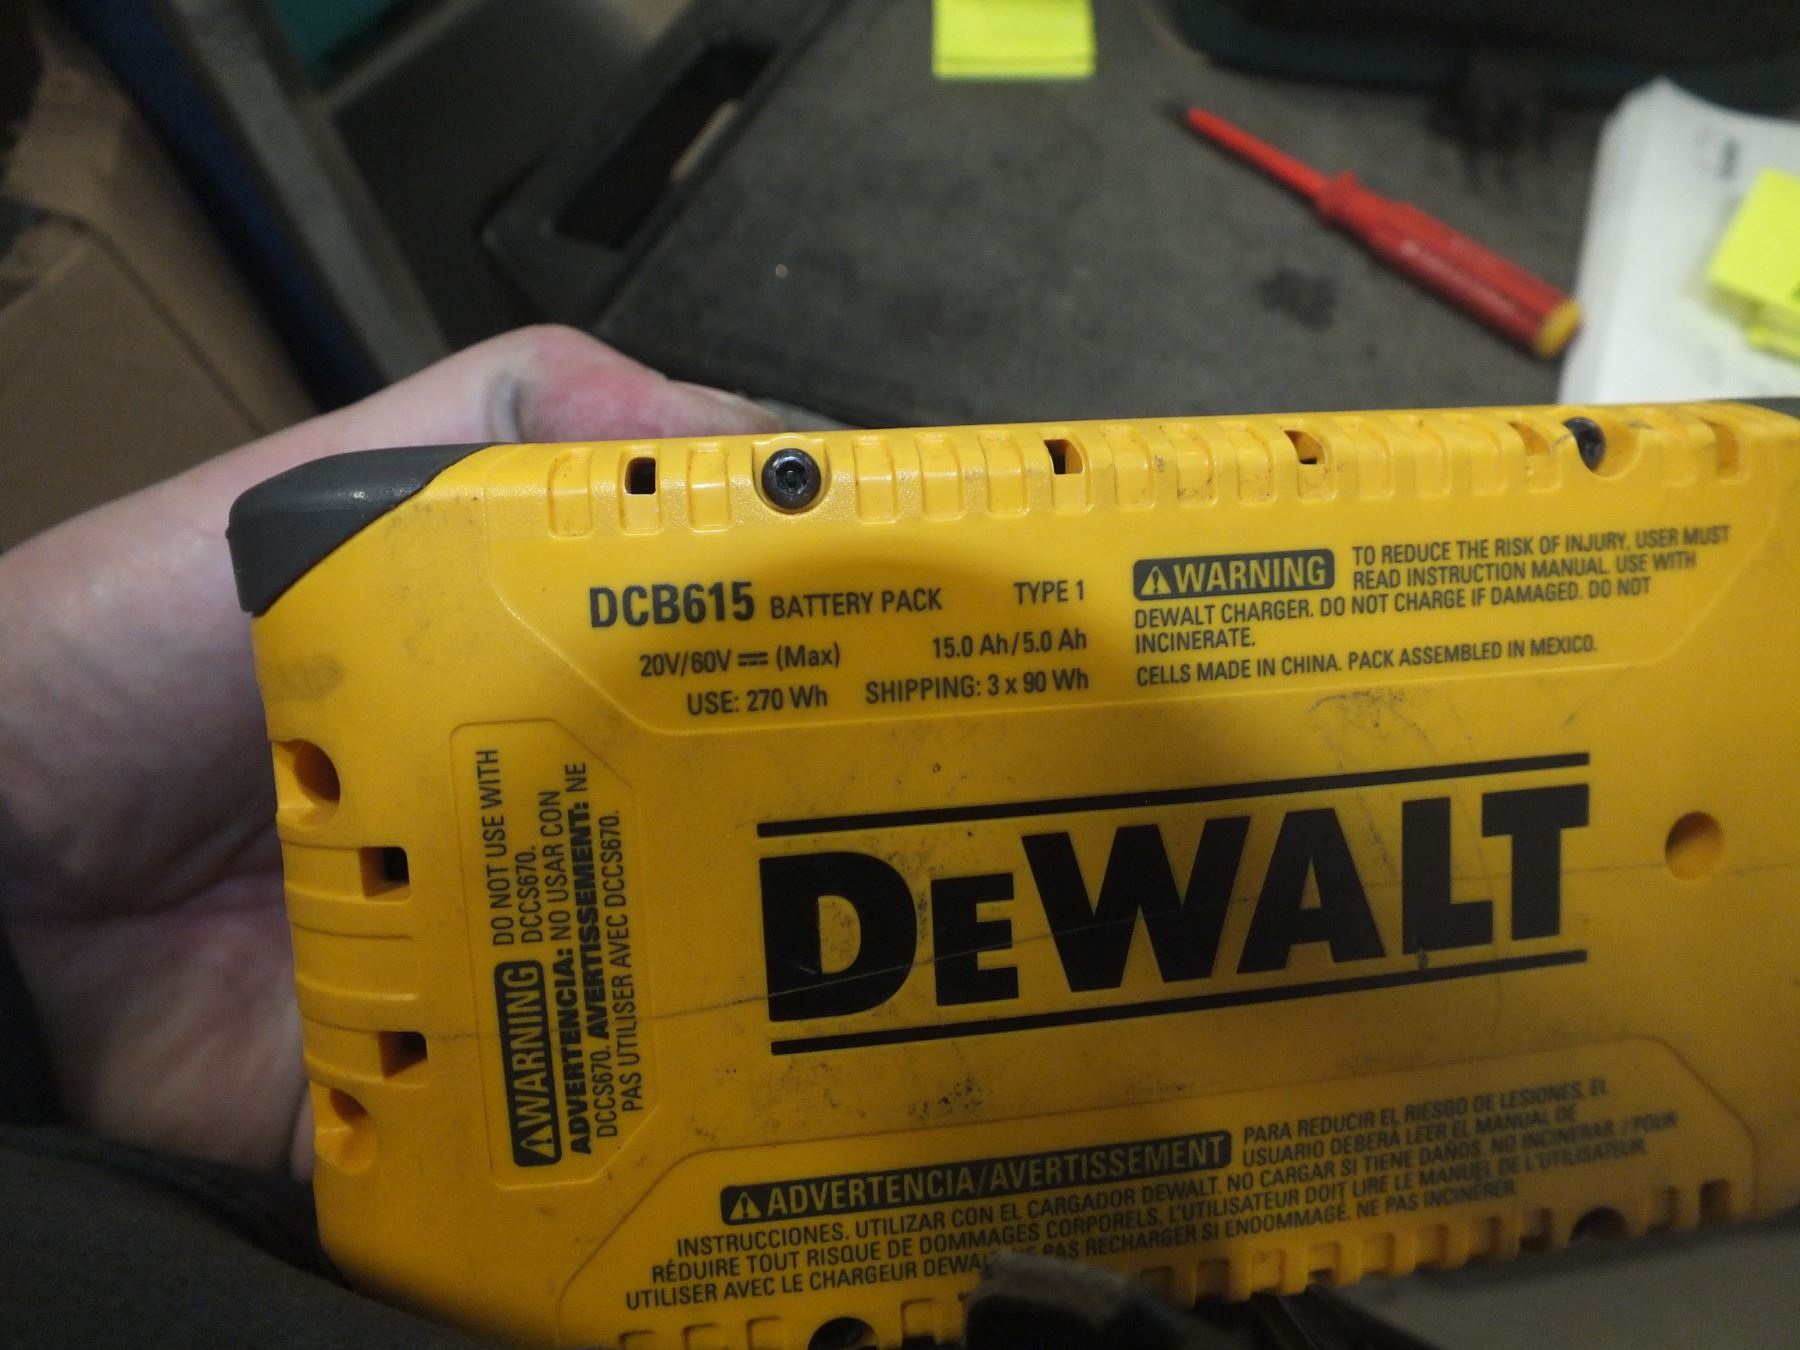 DCB615 BATTERY PACK TYPE 1
20V/60V ⎓ (Max) 15.0 Ah/5.0 Ah
USE: 270 Wh SHIPPING: 3 x 90 Wh
⚠WARNING TO REDUCE THE RISK OF INJURY, USER MUST
READ INSTRUCTION MANUAL. USE WITH
DEWALT CHARGER. DO NOT CHARGE IF DAMAGED. DO NOT
INCINERATE.
CELLS MADE IN CHINA. PACK ASSEMBLED IN MEXICO.
⚠WARNING DO NOT USE WITH
DCCS670.
ADVERTENCIA: NO USAR CON
DCCS670. AVERTISSEMENT: NE
PAS UTILISER AVEC DCCS670.
DEWALT
⚠ADVERTENCIA/AVERTISSEMENT PARA REDUCIR EL RIESGO DE LESIONES. EL
USUARIO DEBERÁ LEER EL MANUAL DE
INSTRUCCIONES. UTILIZAR CON EL CARGADOR DEWALT. NO CARGAR SI TIENE DAÑOS. NO INCINERAR. / POUR
RÉDUIRE TOUT RISQUE DE DOMMAGES CORPORELS, L'UTILISATEUR DOIT LIRE LE MANUEL DE L'UTILISATEUR.
UTILISER AVEC LE CHARGEUR DEWALT. NE PAS RECHARGER SI ENDOMMAGÉ. NE PAS INCINÉRER.